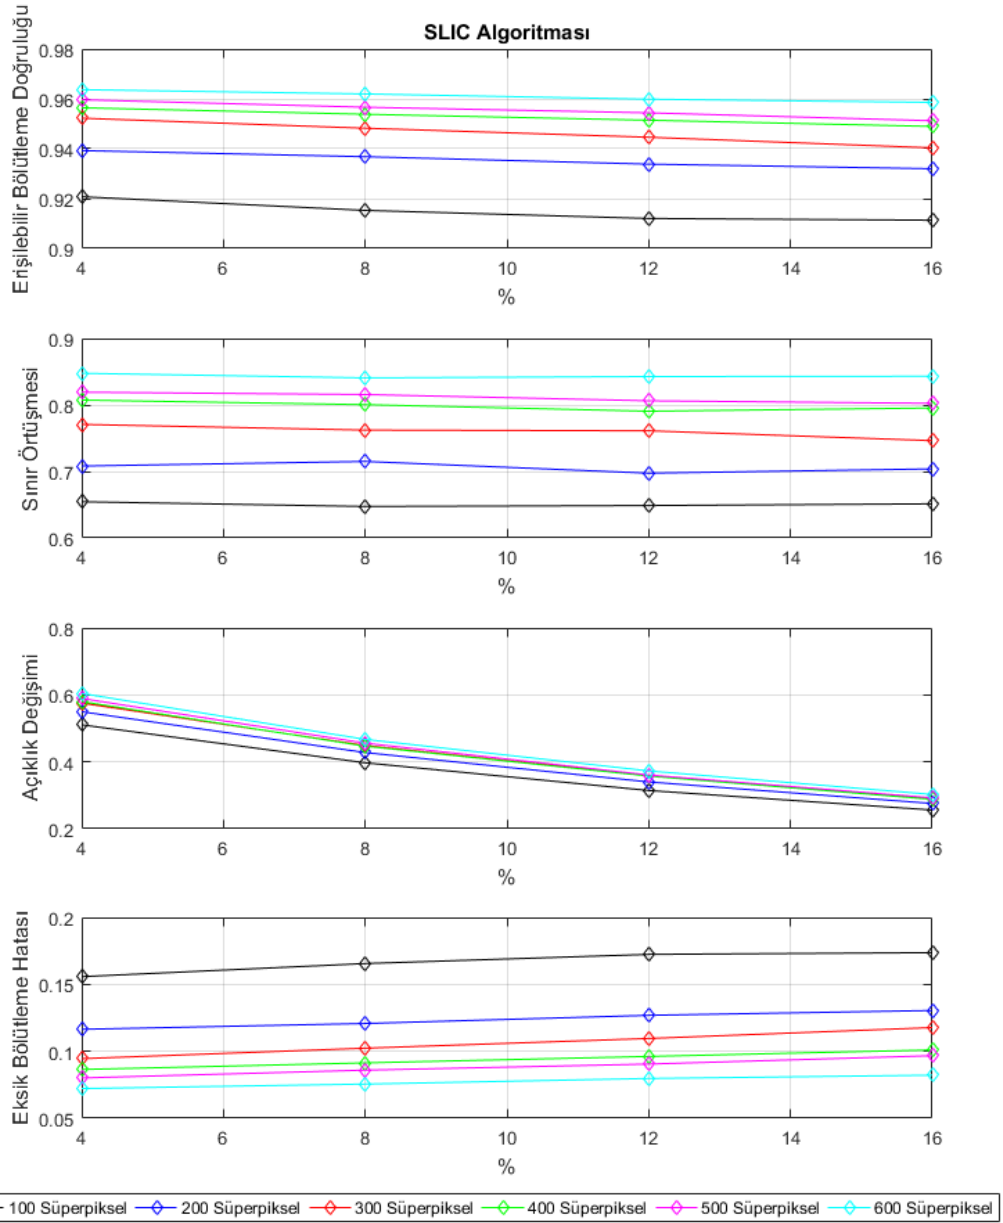 SLIC Algoritması
Erişilebilir Bölütleme Doğruluğu
0.98
0.96
0.94
0.92
0.9
4 6 8 10 12 14 16
%
Sınır Örtüşmesi
0.9
0.8
0.7
0.6
4 6 8 10 12 14 16
%
Açıklık Değişimi
0.8
0.6
0.4
0.2
4 6 8 10 12 14 16
%
Eksik Bölütleme Hatası
0.2
0.15
0.1
0.05
4 6 8 10 12 14 16
%
100 Süperpiksel 200 Süperpiksel 300 Süperpiksel 400 Süperpiksel 500 Süperpiksel 600 Süperpiksel